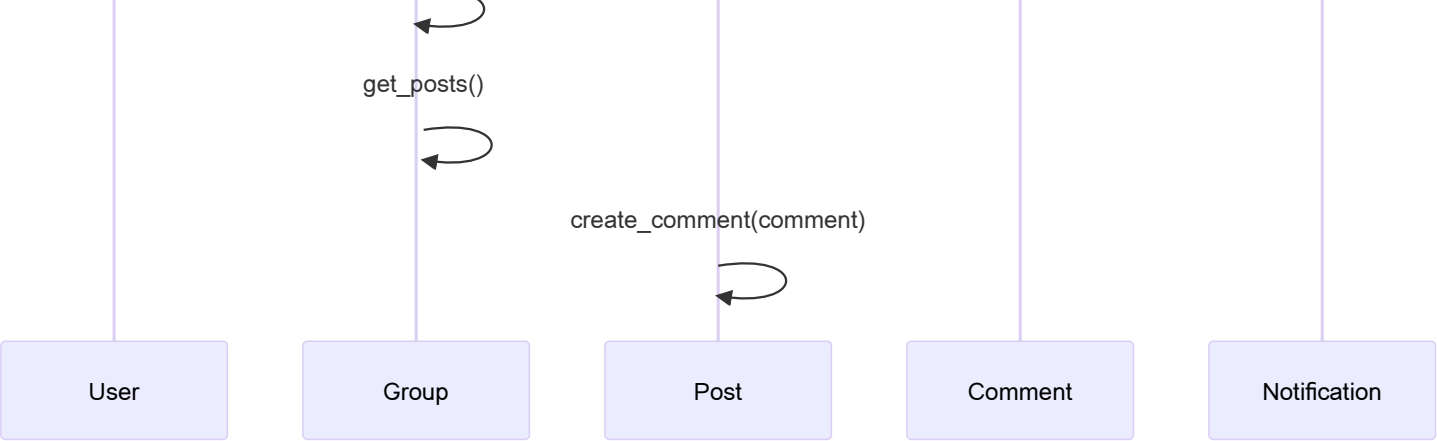 get_posts()
create_comment(comment)
User
Group
Post
Comment
Notification